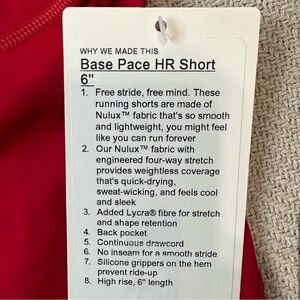 WHY WE MADE THIS
Base Pace HR Short
6"
1. Free stride, free mind. These
running shorts are made of
Nulux™ fabric that's so smooth
and lightweight, you might feel
like you can run forever
2. Our Nulux™ fabric with
engineered four-way stretch
provides weightless coverage
that's quick-drying,
sweat-wicking, and feels cool
and sleek
3. Added Lycra® fibre for stretch
and shape retention
4. Back pocket
5. Continuous drawcord
6. No inseam for a smooth stride
7. Silicone grippers on the hem
prevent ride-up
8. High rise, 6" length